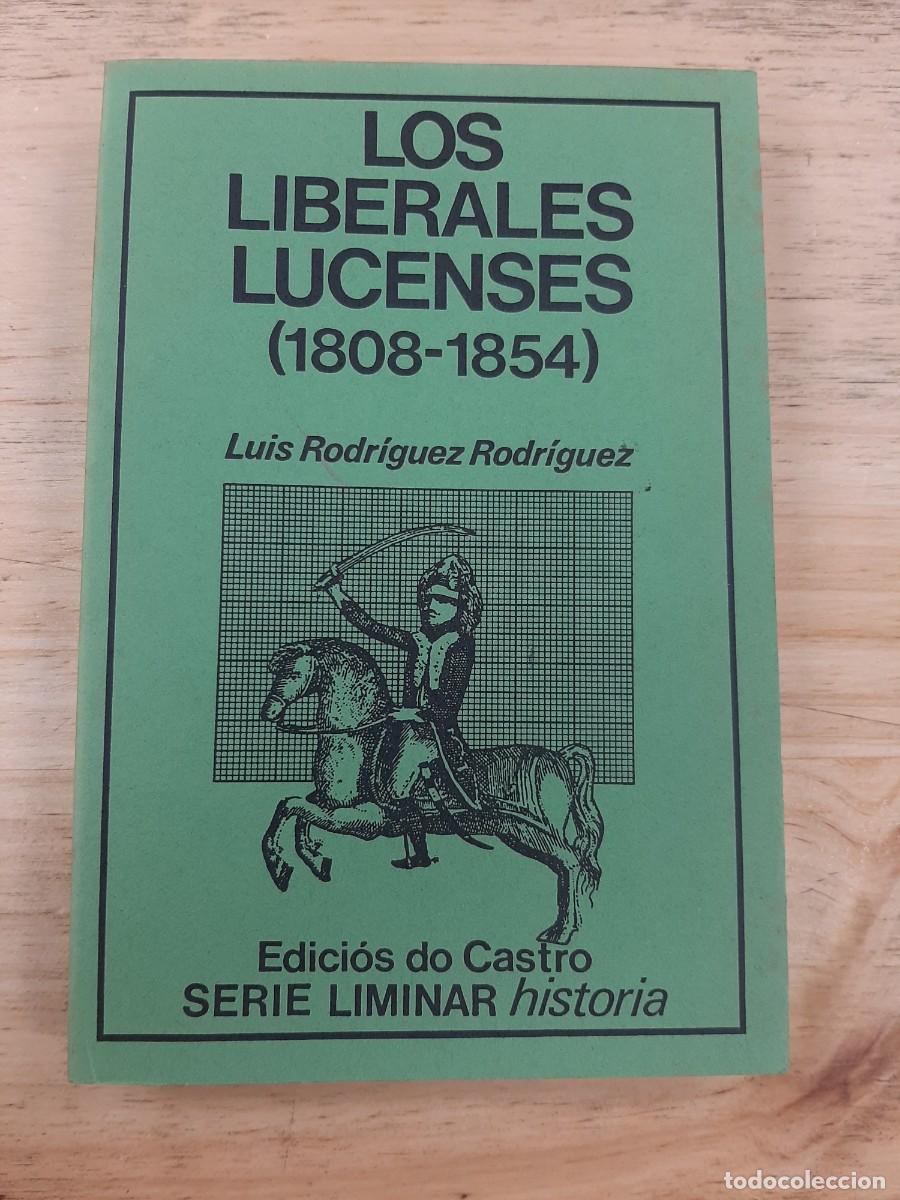 LOS
LIBERALES
LUCENSES
(1808-1854)
Luis Rodríguez Rodríguez
Ediciós do Castro
SERIE LIMINAR historia
todocoleccion